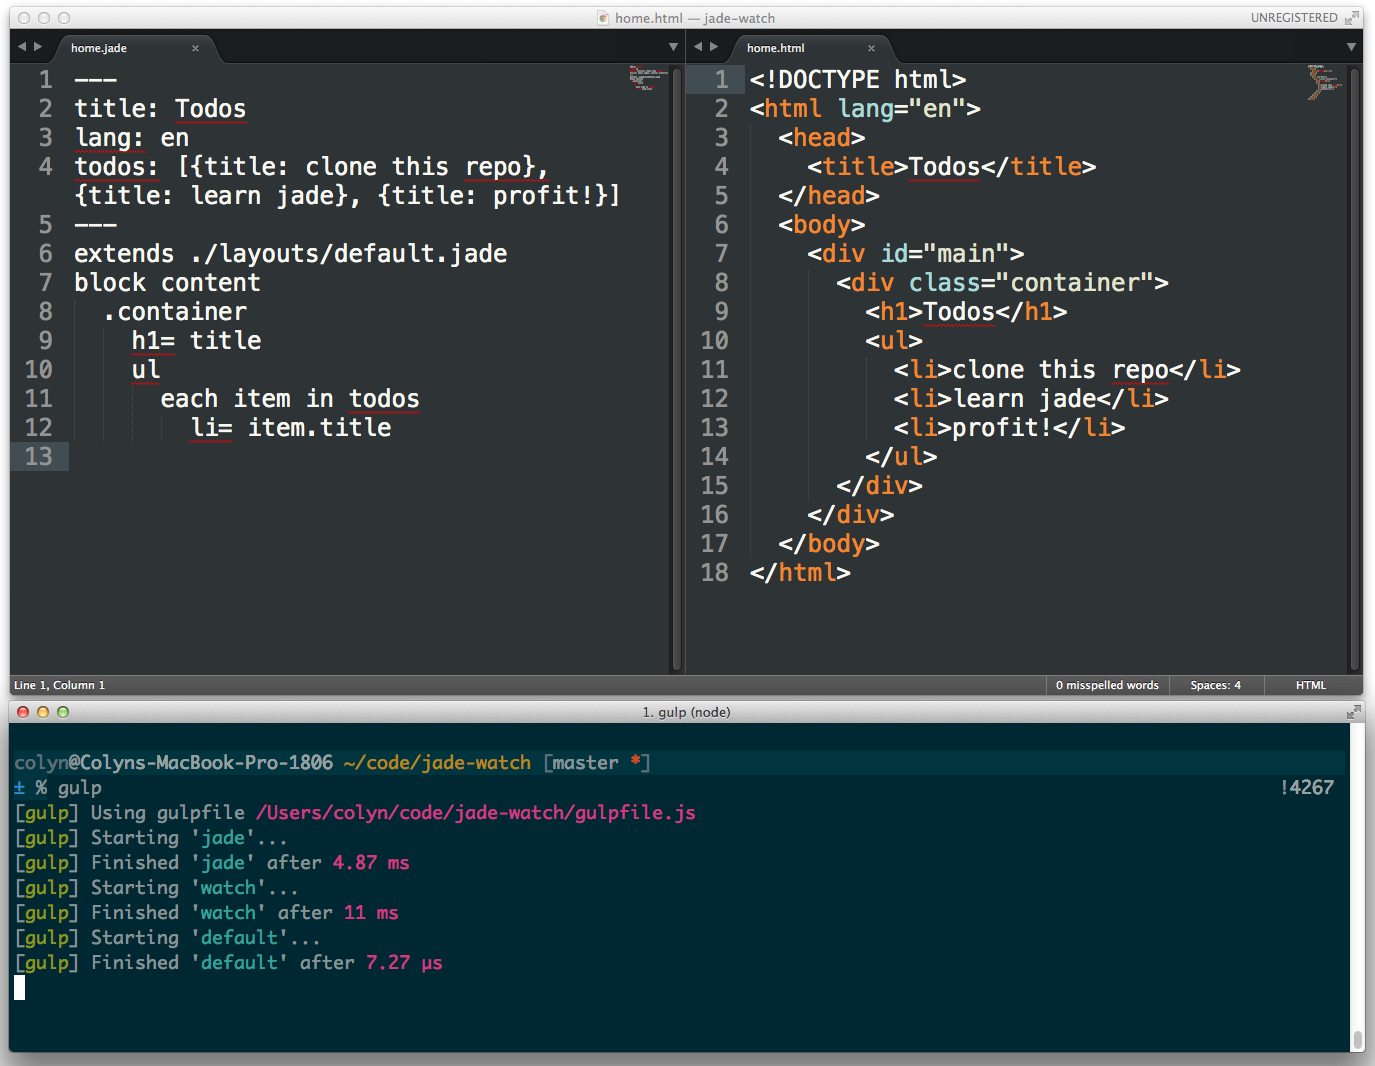 home.html — jade-watch
UNREGISTERED
home.jade
1 ---
2 title: Todos
3 lang: en
4 todos: [{title: clone this repo},
{title: learn jade}, {title: profit!}]
5 ---
6 extends ./layouts/default.jade
7 block content
8 .container
9 h1= title
10 ul
11 each item in todos
12 li= item.title
13
home.html
1 <!DOCTYPE html>
2 <html lang="en">
3 <head>
4 <title>Todos</title>
5 </head>
6 <body>
7 <div id="main">
8 <div class="container">
9 <h1>Todos</h1>
10 <ul>
11 <li>clone this repo</li>
12 <li>learn jade</li>
13 <li>profit!</li>
14 </ul>
15 </div>
16 </div>
17 </body>
18 </html>
Line 1, Column 1
0 misspelled words
Spaces: 4
HTML
1. gulp (node)
colyn@Colyns-MacBook-Pro-1806 ~/code/jade-watch [master *]
± % gulp !4267
[gulp] Using gulpfile /Users/colyn/code/jade-watch/gulpfile.js
[gulp] Starting 'jade'...
[gulp] Finished 'jade' after 4.87 ms
[gulp] Starting 'watch'...
[gulp] Finished 'watch' after 11 ms
[gulp] Starting 'default'...
[gulp] Finished 'default' after 7.27 μs